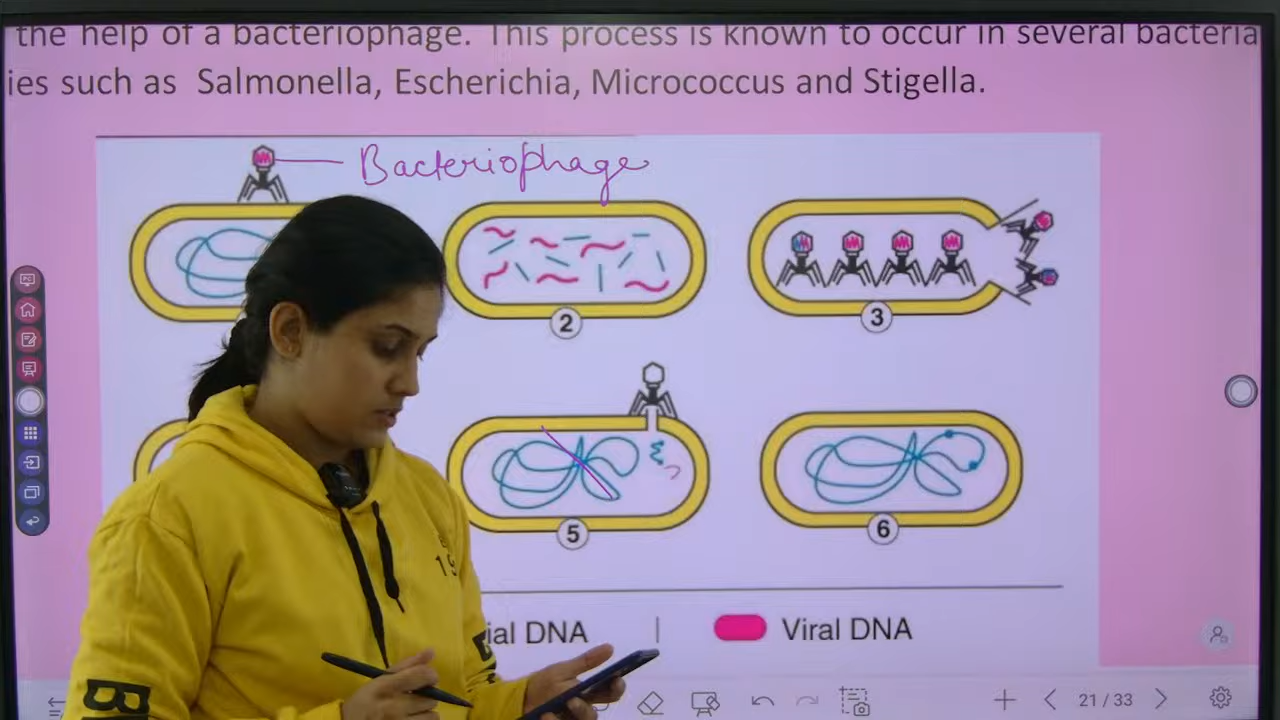 the help of a bacteriophage. This process is known to occur in several bacteria
ies such as Salmonella, Escherichia, Micrococcus and Stigella.
Bacteriophage
2
3
5
6
ial DNA
Viral DNA
21 / 33